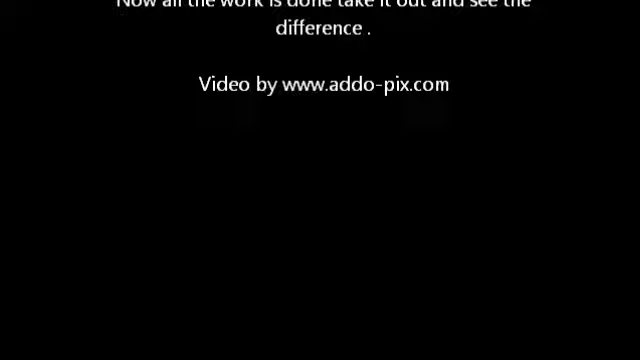 Now all the work is done take it out and see the
difference .
Video by www.addo-pix.com